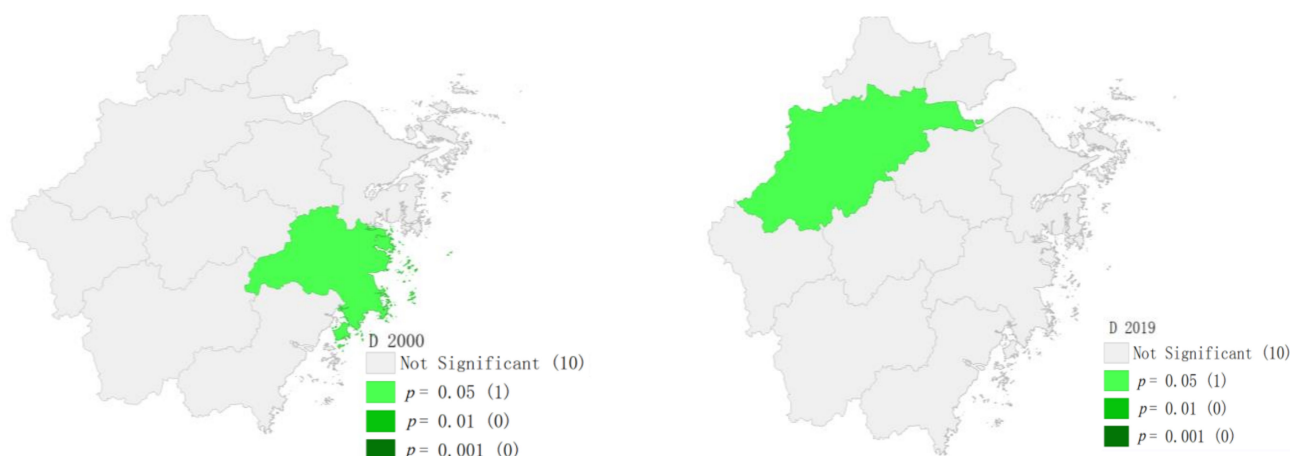 D 2000
Not Significant (10)
p = 0.05 (1)
p = 0.01 (0)
p = 0.001 (0)
D 2019
Not Significant (10)
p = 0.05 (1)
p = 0.01 (0)
p = 0.001 (0)